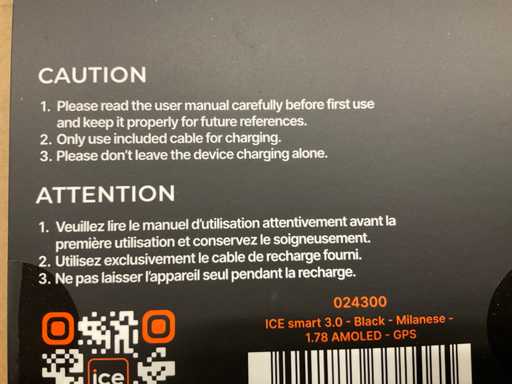 CAUTION
1. Please read the user manual carefully before first use
and keep it properly for future references.
2. Only use included cable for charging.
3. Please don't leave the device charging alone.
ATTENTION
1. Veuillez lire le manuel d'utilisation attentivement avant la
première utilisation et conservez le soigneusement.
2. Utilisez exclusivement le cable de recharge fourni.
3. Ne pas laisser l'appareil seul pendant la recharge.
024300
ICE smart 3.0 - Black - Milanese -
1.78 AMOLED - GPS
ice